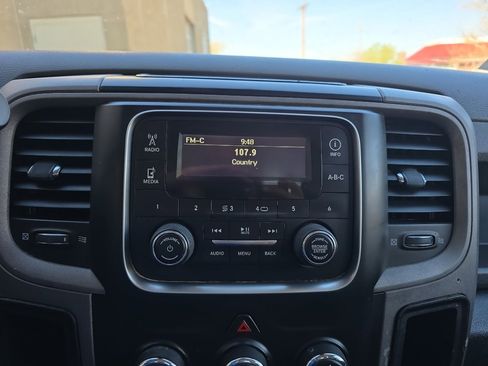 FM-C 9:48
107.9
Country
RADIO
MEDIA
INFO
A-B-C
1 2 3 4 5 6
VOLUME
AUDIO MENU BACK
BROWSE
ENTER